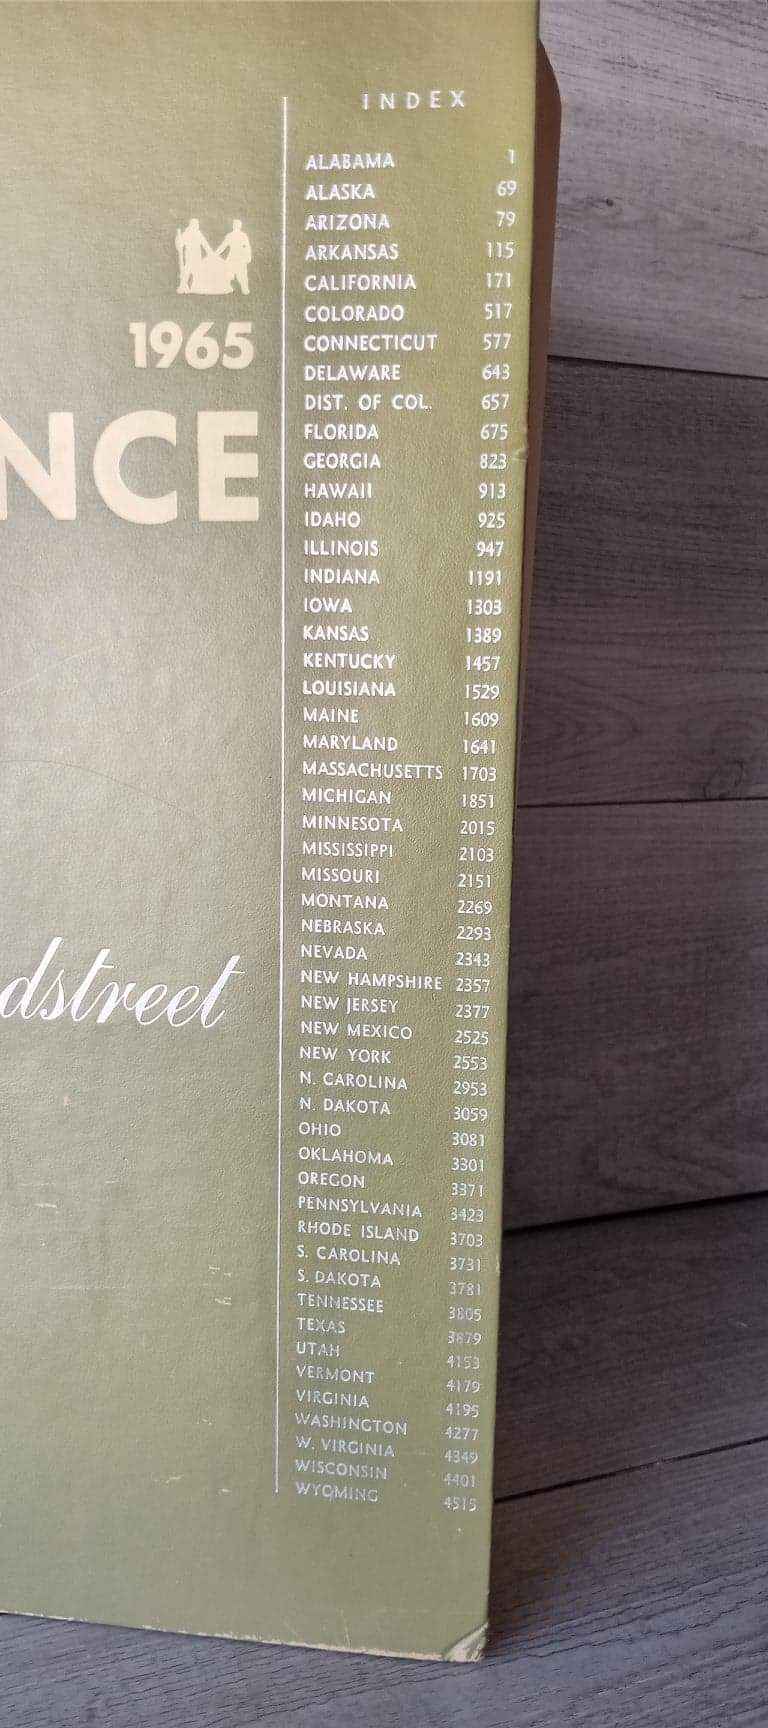 INDEX
ALABAMA 1
ALASKA 69
ARIZONA 79
ARKANSAS 115
CALIFORNIA 171
COLORADO 517
CONNECTICUT 577
DELAWARE 643
DIST. OF COL. 657
FLORIDA 675
GEORGIA 823
HAWAII 913
IDAHO 925
ILLINOIS 947
INDIANA 1191
IOWA 1303
KANSAS 1389
KENTUCKY 1457
LOUISIANA 1529
MAINE 1609
MARYLAND 1641
MASSACHUSETTS 1703
MICHIGAN 1851
MINNESOTA 2015
MISSISSIPPI 2103
MISSOURI 2151
MONTANA 2269
NEBRASKA 2293
NEVADA 2343
NEW HAMPSHIRE 2357
NEW JERSEY 2377
NEW MEXICO 2525
NEW YORK 2553
N. CAROLINA 2953
N. DAKOTA 3059
OHIO 3081
OKLAHOMA 3301
OREGON 3371
PENNSYLVANIA 3423
RHODE ISLAND 3703
S. CAROLINA 3731
S. DAKOTA 3781
TENNESSEE 3805
TEXAS 3879
UTAH 4153
VERMONT 4179
VIRGINIA 4195
WASHINGTON 4277
W. VIRGINIA 4349
WISCONSIN 4401
WYOMING 4515
1965
NCE
dstreet